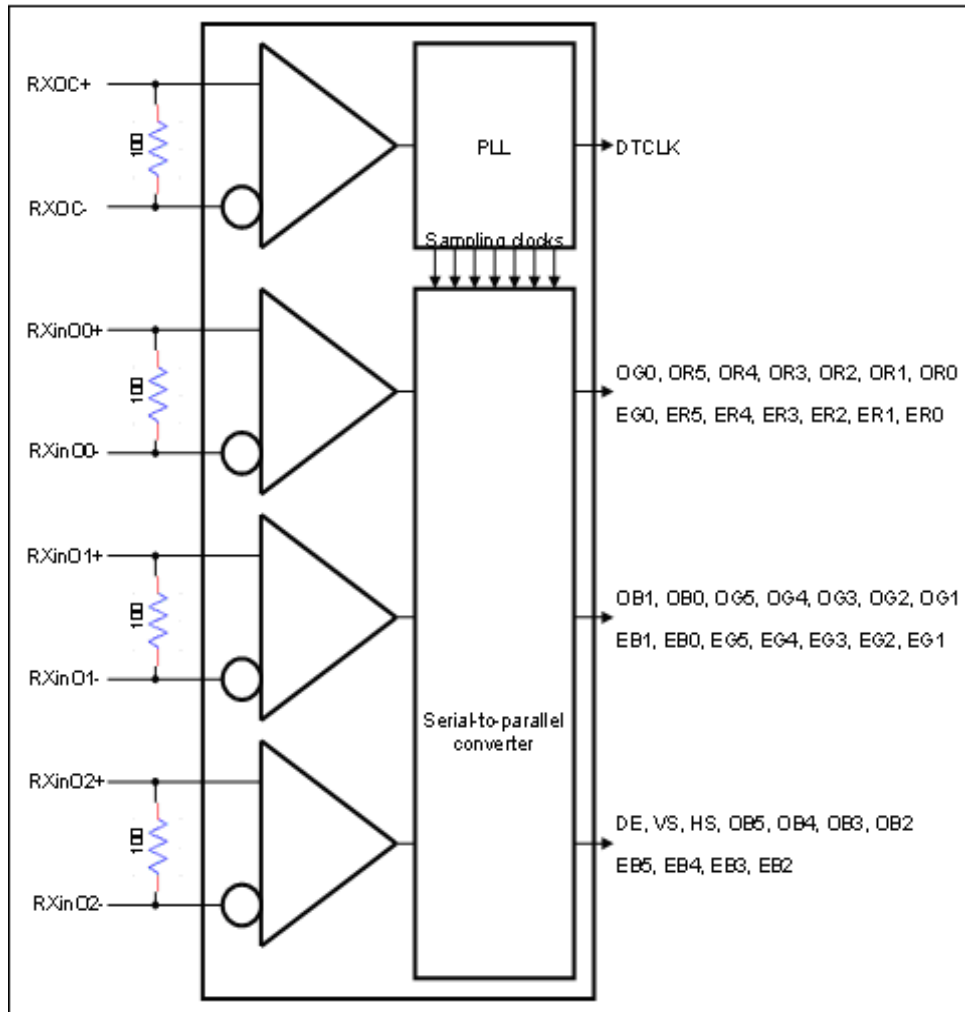 RXOC+
100
RXOC-
PLL
DTCLK
Sampling clocks
RXinO0+
100
RXinO0-
OG0, OR5, OR4, OR3, OR2, OR1, OR0
EG0, ER5, ER4, ER3, ER2, ER1, ER0
RXinO1+
100
RXinO1-
OB1, OB0, OG5, OG4, OG3, OG2, OG1
EB1, EB0, EG5, EG4, EG3, EG2, EG1
Serial-to-parallel
converter
RXinO2+
100
RXinO2-
DE, VS, HS, OB5, OB4, OB3, OB2
EB5, EB4, EB3, EB2